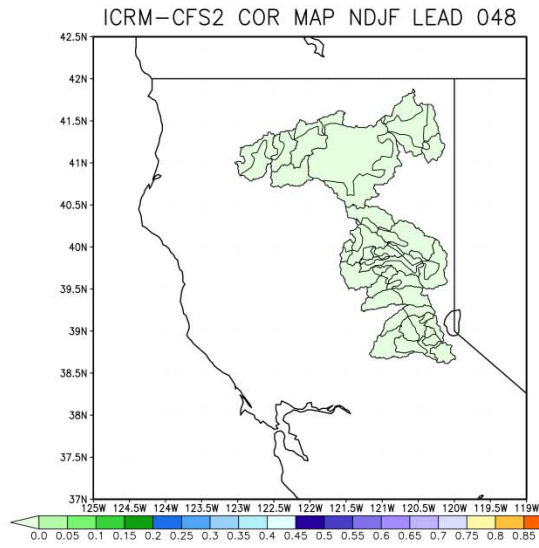 ICRM-CFS2 COR MAP NDJF LEAD 048
42.5N
42N
41.5N
41N
40.5N
40N
39.5N
39N
38.5N
38N
37.5N
37N
125W 124.5W 124W 123.5W 123W 122.5W 122W 121.5W 121W 120.5W 120W 119.5W 119W
0.0 0.05 0.1 0.15 0.2 0.25 0.3 0.35 0.4 0.45 0.5 0.55 0.6 0.65 0.7 0.75 0.8 0.85